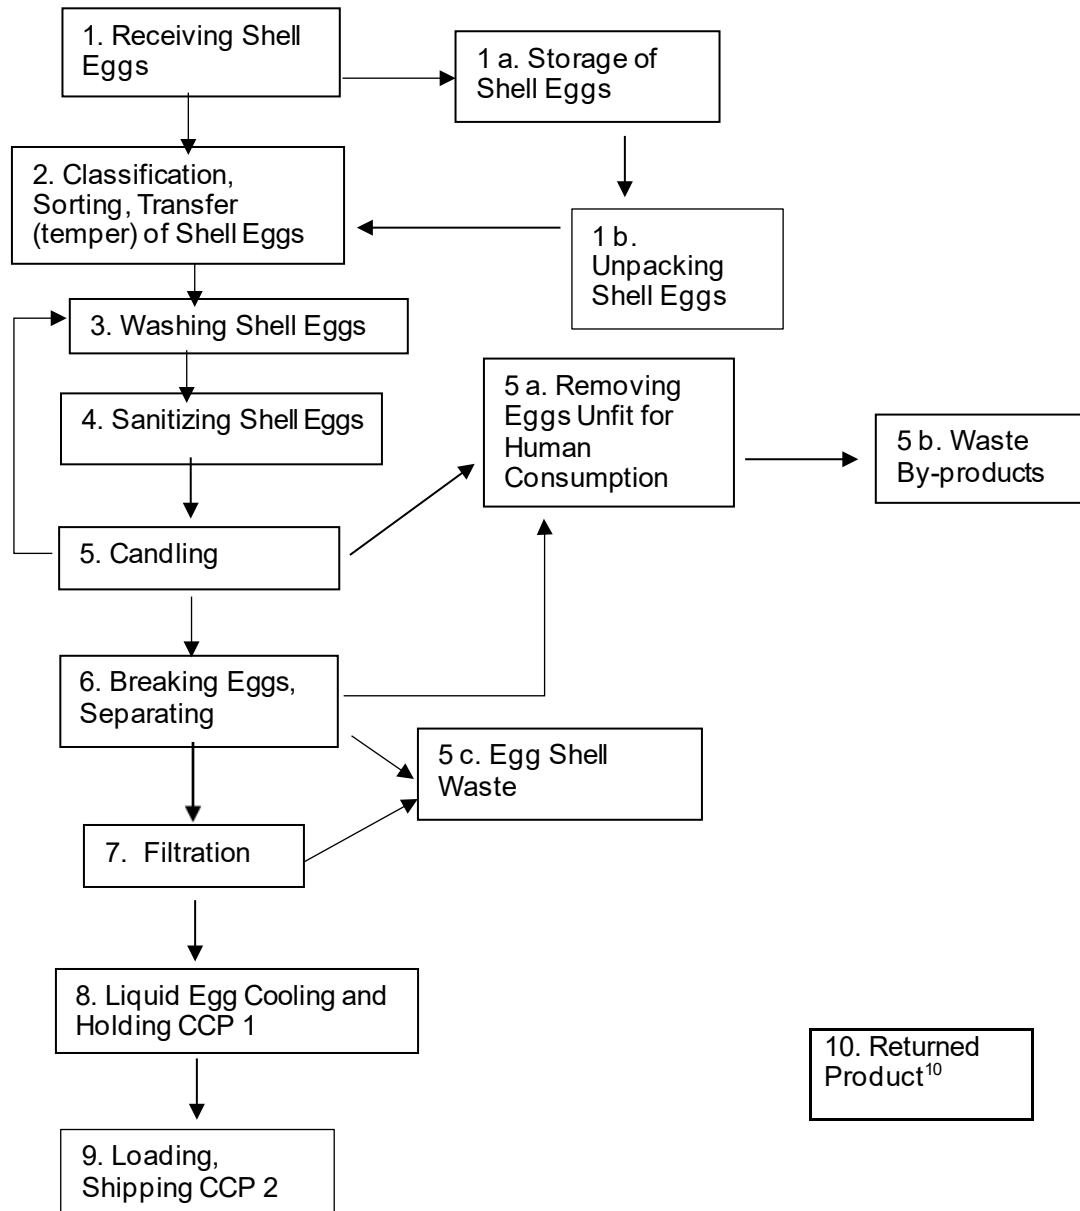 1. Receiving Shell
Eggs
1 a. Storage of
Shell Eggs
2. Classification,
Sorting, Transfer
(temper) of Shell Eggs
1 b.
Unpacking
Shell Eggs
3. Washing Shell Eggs
5 a. Removing
Eggs Unfit for
Human
Consumption
4. Sanitizing Shell Eggs
5 b. Waste
By-products
5. Candling
6. Breaking Eggs,
Separating
5 c. Egg Shell
Waste
7. Filtration
8. Liquid Egg Cooling and
Holding CCP 1
10. Returned
Product¹⁰
9. Loading,
Shipping CCP 2